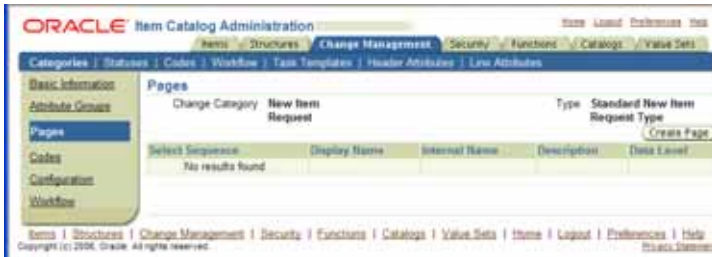 ORACLE Item Catalog Administration
Home Logout Preferences Help
Items Structures Change Management Security Functions Catalogs Value Sets
Categories | Statuses | Codes | Workflow | Task Templates | Header Attributes | Line Attributes
Basic Information
Attribute Groups
Pages
Codes
Configuration
Workflow
Pages
Change Category New Item Request
Type Standard New Item Request Type
Create Page
Select Sequence Display Name Internal Name Description Data Level
No results found
Items | Structures | Change Management | Security | Functions | Catalogs | Value Sets | Home | Logout | Preferences | Help
Copyright (c) 2006, Oracle. All rights reserved.
Privacy Statement